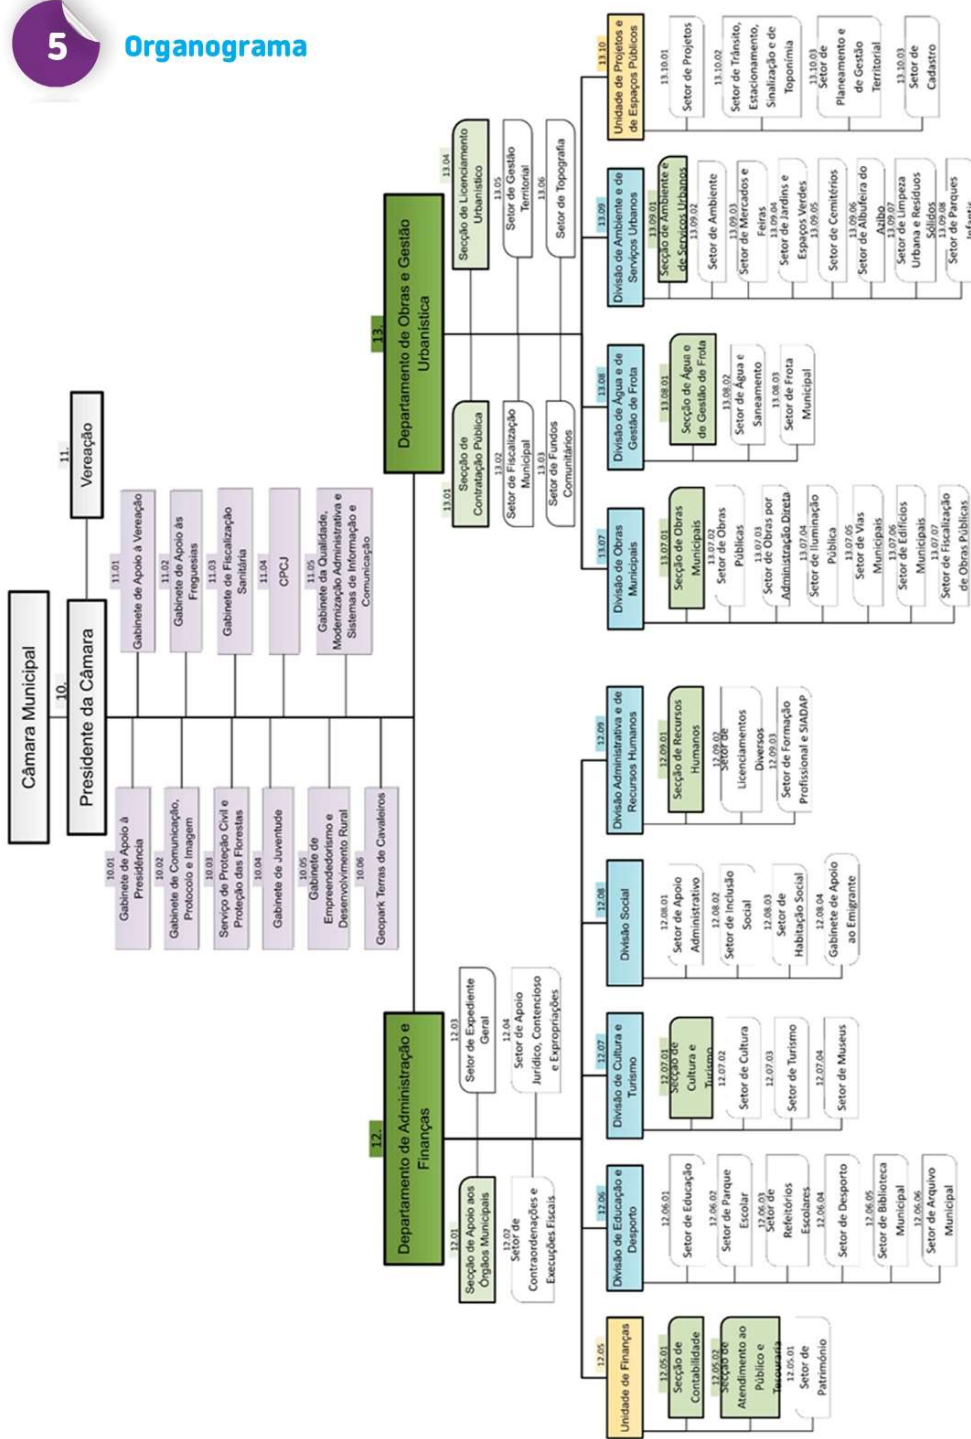 5
Organograma
Câmara Municipal
10.
Presidente da Câmara
11.
Vereação
10.01
Gabinete de Apoio à
Presidência
10.02
Gabinete de Comunicação,
Protocolo e Imagem
10.03
Serviço de Proteção Civil e
Proteção das Florestas
10.04
Gabinete de Juventude
10.05
Gabinete de
Empreendedorismo e
Desenvolvimento Rural
10.06
Geopark Terras de Cavaleiros
11.01
Gabinete de Apoio à Vereação
11.02
Gabinete de Apoio às
Freguesias
11.03
Gabinete de Fiscalização
Sanitária
11.04
CPCJ
11.05
Gabinete da Qualidade,
Modernização Administrativa e
Sistemas de Informação e
Comunicação
12.
Departamento de Administração e
Finanças
12.01
Secção de Apoio aos
Órgãos Municipais
12.02
Setor de
Contraordenações e
Execuções Fiscais
12.03
Setor de Expediente
Geral
12.04
Setor de Apoio
Jurídico, Contencioso
e Expropriações
12.05
Unidade de Finanças
12.05.01
Secção de
Contabilidade
12.05.02
Secção de
Atendimento ao
Público e
Tesouraria
12.05.01
Setor de
Património
12.06
Divisão de Educação e
Desporto
12.06.01
Setor de Educação
12.06.02
Setor de Parque
Escolar
12.06.03
Setor de
Refeitórios
Escolares
12.06.04
Setor de Desporto
12.06.05
Setor de Biblioteca
Municipal
12.06.06
Setor de Arquivo
Municipal
12.07
Divisão de Cultura e
Turismo
12.07.01
Secção de
Cultura e
Turismo
12.07.02
Setor de Cultura
12.07.03
Setor de Turismo
12.07.04
Setor de Museus
12.08
Divisão Social
12.08.01
Setor de Apoio
Administrativo
12.08.02
Setor de Inclusão
Social
12.08.03
Setor de
Habitação Social
12.08.04
Gabinete de Apoio
ao Emigrante
12.09
Divisão Administrativa e de
Recursos Humanos
12.09.01
Secção de Recursos
Humanos
12.09.02
Setor de
Licenciamentos
Diversos
12.09.03
Setor de Formação
Profissional e SIADAP
13.
Departamento de Obras e Gestão
Urbanística
13.01
Secção de
Contratação Pública
13.02
Setor de Fiscalização
Municipal
13.03
Setor de Fundos
Comunitários
13.04
Secção de Licenciamento
Urbanístico
13.05
Setor de Gestão
Territorial
13.06
Setor de Topografia
13.07
Divisão de Obras
Municipais
13.07.01
Secção de Obras
Municipais
13.07.02
Setor de Obras
Públicas
13.07.03
Setor de Obras por
Administração Direta
13.07.04
Setor de Iluminação
Pública
13.07.05
Setor de Vias
Municipais
13.07.06
Setor de Edifícios
Municipais
13.07.07
Setor de Fiscalização
de Obras Públicas
13.08
Divisão de Água e de
Gestão de Frota
13.08.01
Secção de Água e
de Gestão de Frota
13.08.02
Setor de Água e
Saneamento
13.08.03
Setor de Frota
Municipal
13.09
Divisão de Ambiente e de
Serviços Urbanos
13.09.01
Secção de Ambiente e
de Serviços Urbanos
13.09.02
Setor de Ambiente
13.09.03
Setor de Mercados e
Feiras
13.09.04
Setor de Jardins e
Espaços Verdes
13.09.05
Setor de Cemitérios
13.09.06
Setor de Albufeira do
Azibo
13.09.07
Setor de Limpeza
Urbana e Resíduos
Sólidos
13.09.08
Setor de Parques
13.10
Unidade de Projetos e
de Espaços Públicos
13.10.01
Setor de Projetos
13.10.02
Setor de Trânsito,
Estacionamento,
Sinalização e de
Toponímia
13.10.03
Setor de
Planeamento e
de Gestão
Territorial
13.10.03
Setor de
Cadastro